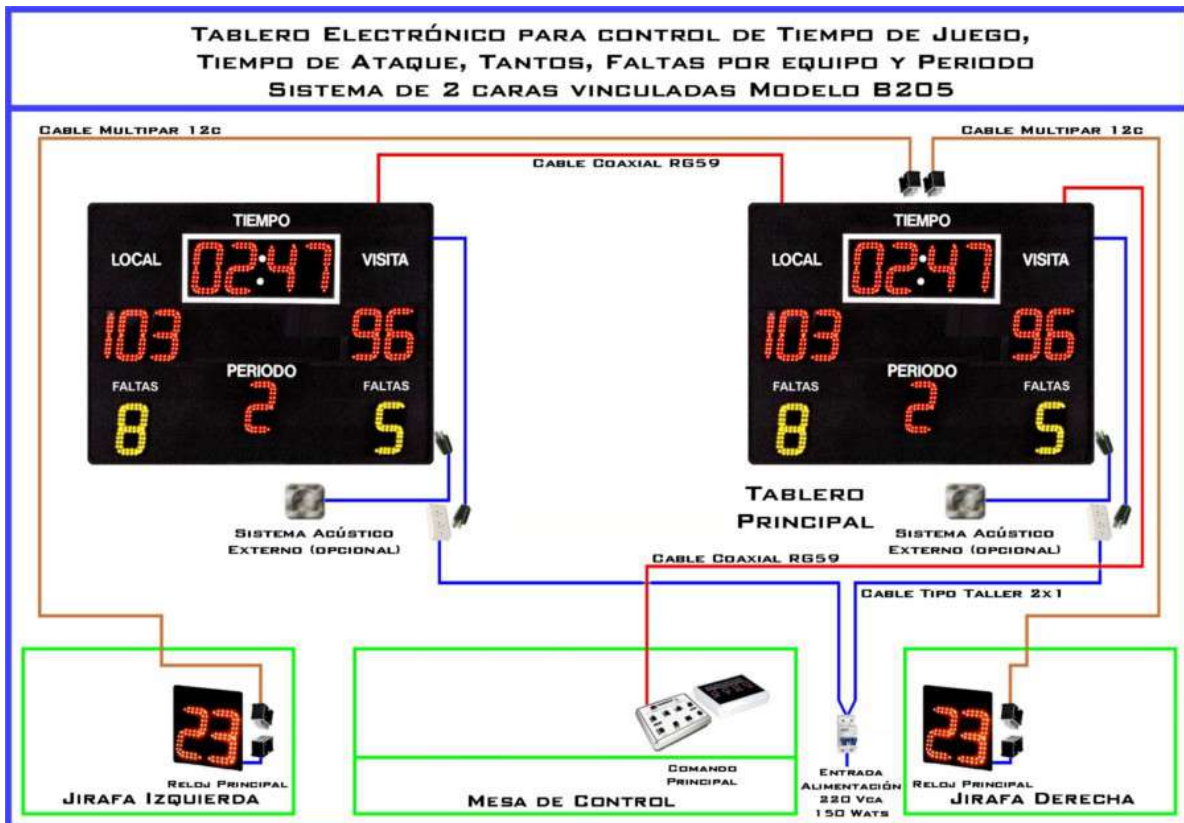 TABLERO ELECTRÓNICO PARA CONTROL DE TIEMPO DE JUEGO,
TIEMPO DE ATAQUE, TANTOS, FALTAS POR EQUIPO Y PERIODO
SISTEMA DE 2 CARAS VINCULADAS MODELO B205
CABLE MULTIPAR 12C
CABLE MULTIPAR 12C
CABLE COAXIAL RG59
TIEMPO
LOCAL 02:47 VISITA
103 96
PERIODO
FALTAS 2 FALTAS
8 5
TIEMPO
LOCAL 02:47 VISITA
103 96
PERIODO
FALTAS 2 FALTAS
8 5
SISTEMA ACÚSTICO
EXTERNO (OPCIONAL)
TABLERO
PRINCIPAL
SISTEMA ACÚSTICO
EXTERNO (OPCIONAL)
CABLE COAXIAL RG59
CABLE TIPO TALLER 2X1
23
RELOJ PRINCIPAL
JIRAFA IZQUIERDA
COMANDO
PRINCIPAL
MESA DE CONTROL
ENTRADA
ALIMENTACIÓN
220 VCA
150 WATS
23
RELOJ PRINCIPAL
JIRAFA DERECHA